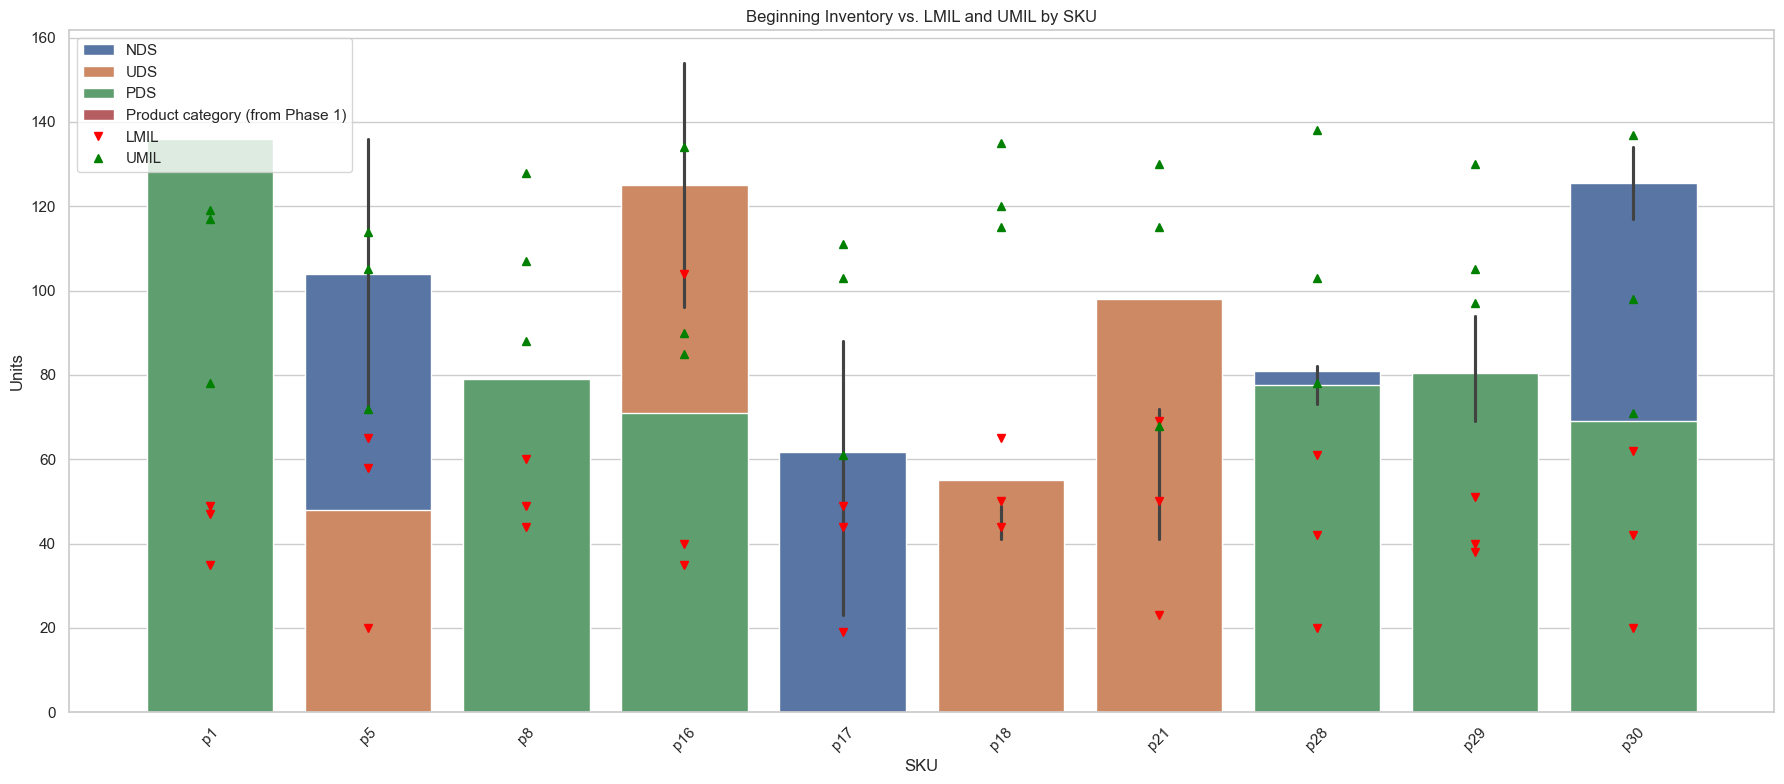 Beginning Inventory vs. LMIL and UMIL by SKU
160
140
120
100
80
60
40
20
0
Units
NDS
UDS
PDS
Product category (from Phase 1)
LMIL
UMIL
p1
p5
p8
p16
p17
p18
p21
p28
p29
p30
SKU